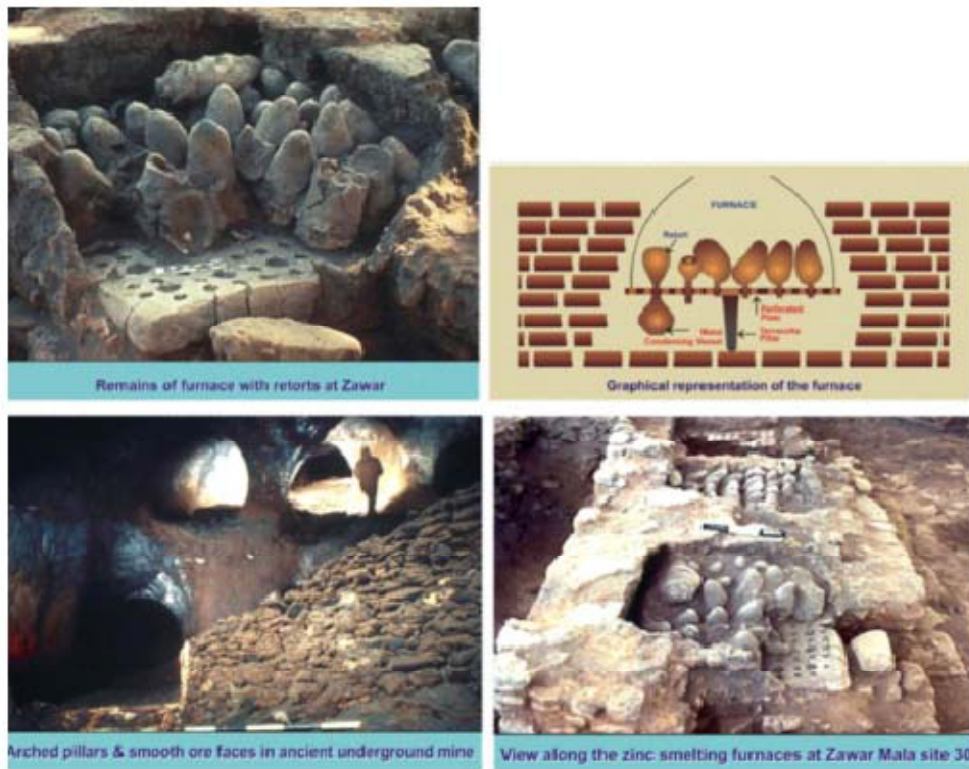 Remains of furnace with retorts at Zawar
FURNACE
Retort
Perforated
Plate
Metal
Condensing Vessel
Terracotta
Pillar
Graphical representation of the furnace
Arched pillars & smooth ore faces in ancient underground mine
View along the zinc smelting furnaces at Zawar Mala site 30